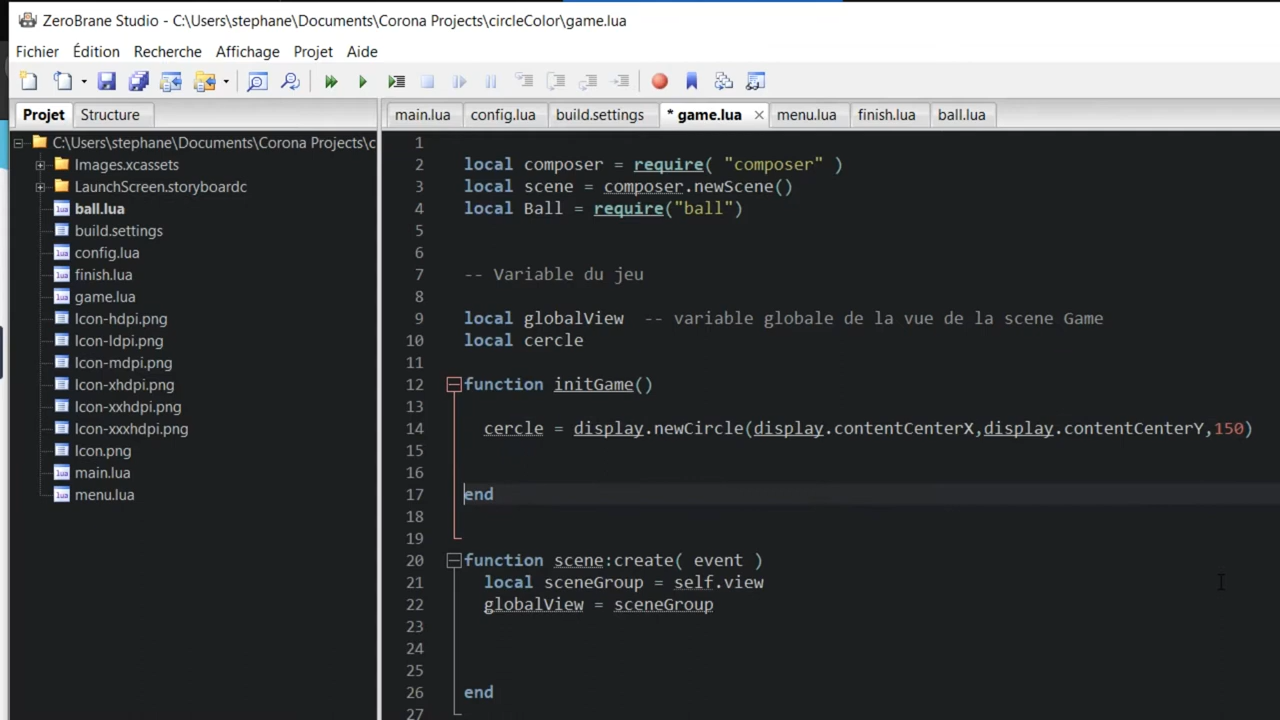 ZeroBrane Studio - C:\Users\stephane\Documents\Corona Projects\circleColor\game.lua
Fichier Édition Recherche Affichage Projet Aide
Projet Structure
main.lua config.lua build.settings * game.lua menu.lua finish.lua ball.lua
C:\Users\stephane\Documents\Corona Projects\c
Images.xcassets
LaunchScreen.storyboardc
ball.lua
build.settings
config.lua
finish.lua
game.lua
Icon-hdpi.png
Icon-ldpi.png
Icon-mdpi.png
Icon-xhdpi.png
Icon-xxhdpi.png
Icon-xxxhdpi.png
Icon.png
main.lua
menu.lua
1
2 local composer = require( "composer" )
3 local scene = composer.newScene()
4 local Ball = require("ball")
5
6
7 -- Variable du jeu
8
9 local globalView -- variable globale de la vue de la scene Game
10 local cercle
11
12 function initGame()
13
14 cercle = display.newCircle(display.contentCenterX,display.contentCenterY,150)
15
16
17 end
18
19
20 function scene:create( event )
21 local sceneGroup = self.view
22 globalView = sceneGroup
23
24
25
26 end
27